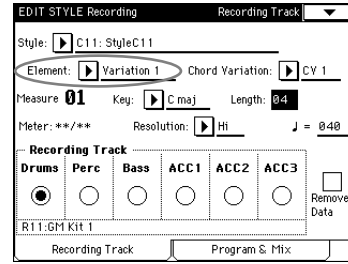 EDIT STYLE Recording Recording Track
Style: C11: StyleC11
Element: Variation 1 Chord Variation: CV 1
Measure 01 Key: C maj Length: 04
Meter: **/** Resolution: Hi ♩ = 040
Recording Track
Drums Perc Bass ACC1 ACC2 ACC3
Remove
Data
R11:GM Kit 1
Recording Track Program & Mix